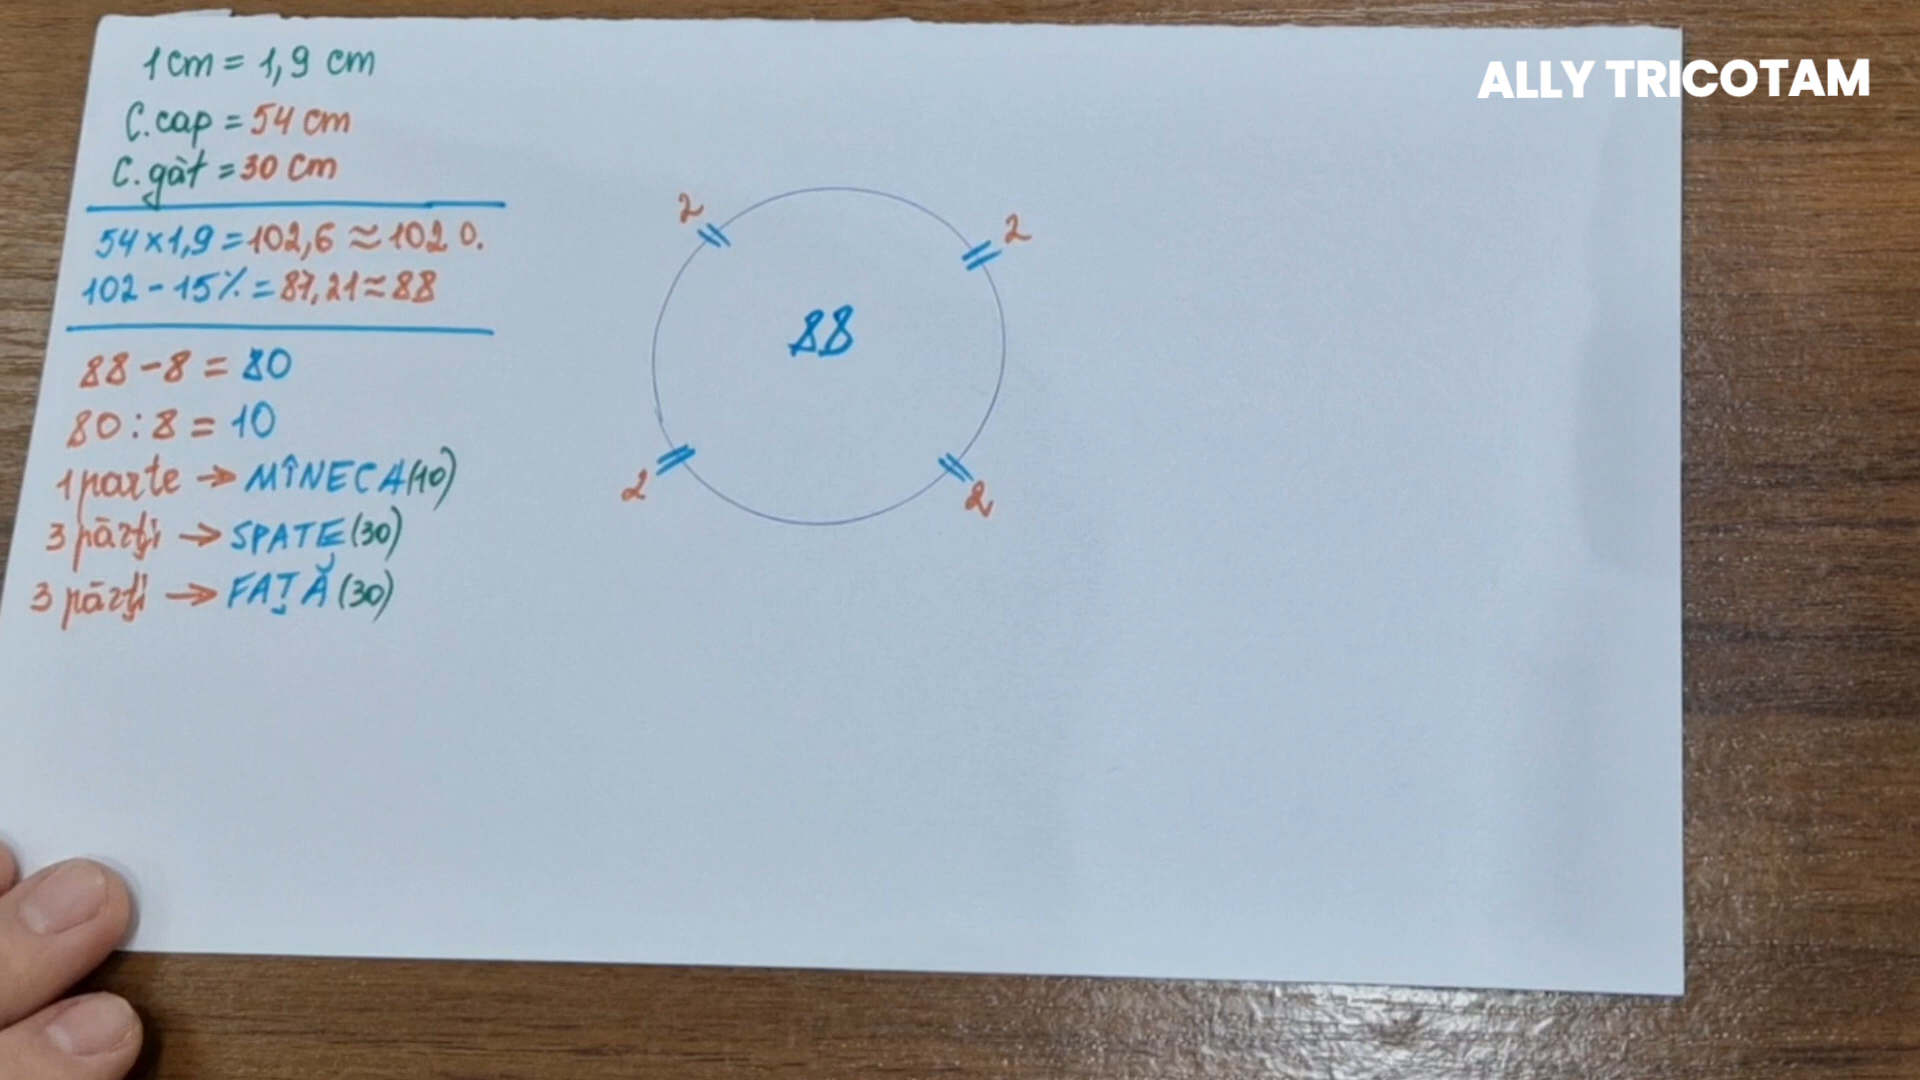 1 cm = 1,9 cm
C. cap = 54 cm
C. gât = 30 cm
54 x 1,9 = 102,6 ≈ 102 o.
102 - 15% = 87,21 ≈ 88
88 - 8 = 80
80 : 8 = 10
1 parte → MÎNECA (10)
3 părți → SPATE (30)
3 părți → FAȚĂ (30)
2
2
88
2
2
ALLY TRICOTAM